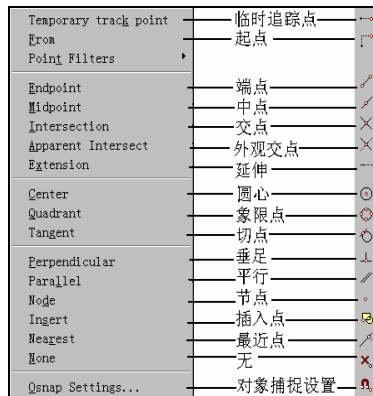 Temporary track point 临时追踪点
From 起点
Point Filters
Endpoint 端点
Midpoint 中点
Intersection 交点
Apparent Intersect 外观交点
Extension 延伸
Center 圆心
Quadrant 象限点
Tangent 切点
Perpendicular 垂足
Parallel 平行
Node 节点
Insert 插入点
Nearest 最近点
None 无
Osnap Settings... 对象捕捉设置